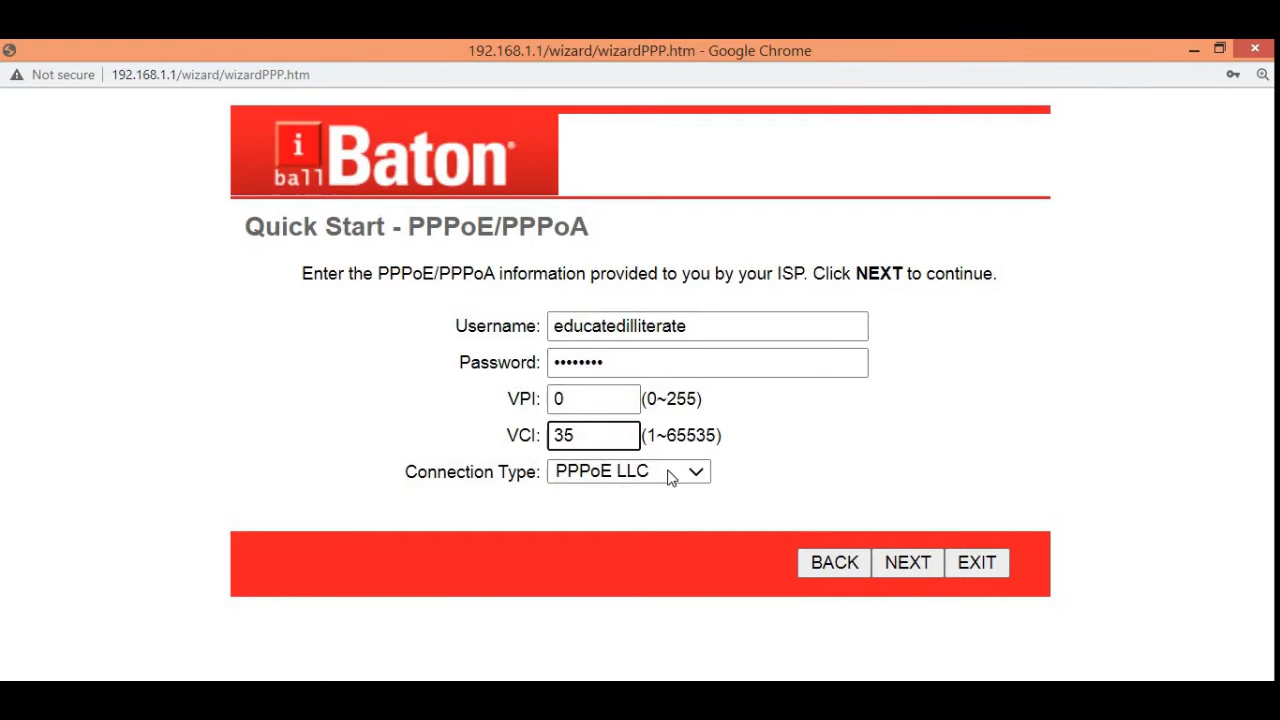 192.168.1.1/wizard/wizardPPP.htm - Google Chrome
Not secure | 192.168.1.1/wizard/wizardPPP.htm
i ball Baton®
Quick Start - PPPoE/PPPoA
Enter the PPPoE/PPPoA information provided to you by your ISP. Click NEXT to continue.
Username: educatedilliterate
Password: ••••••••
VPI: 0 (0~255)
VCI: 35 (1~65535)
Connection Type: PPPoE LLC
BACK NEXT EXIT